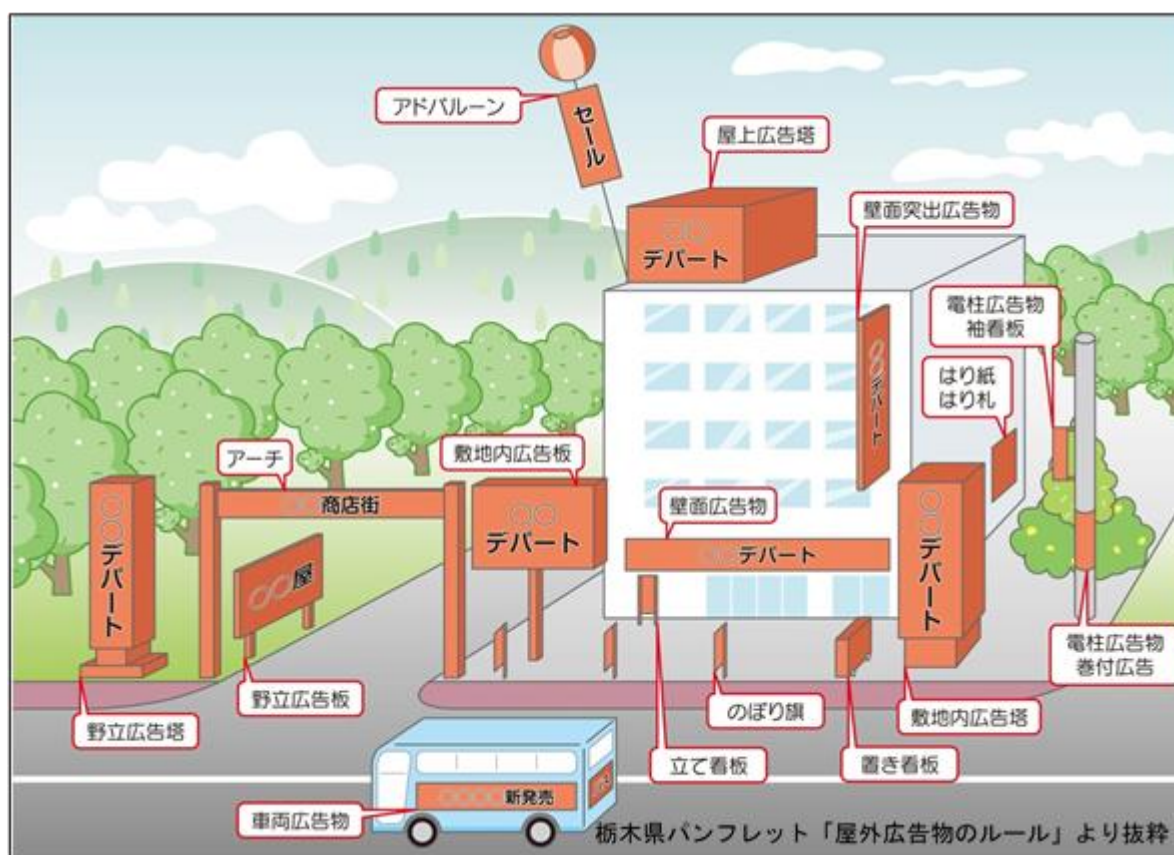 アドバルーン
セール
屋上広告塔
○○
デパート
壁面突出広告物
○○デパート
電柱広告物
袖看板
はり紙
はり札
アーチ
○○商店街
敷地内広告板
○○
デパート
壁面広告物
○○デパート
○○デパート
○○屋
○○デパート
電柱広告物
巻付広告
野立広告板
のぼり旗
敷地内広告塔
野立広告塔
立て看板
置き看板
○○○○新発売
車両広告物
栃木県パンフレット「屋外広告物のルール」より抜粋